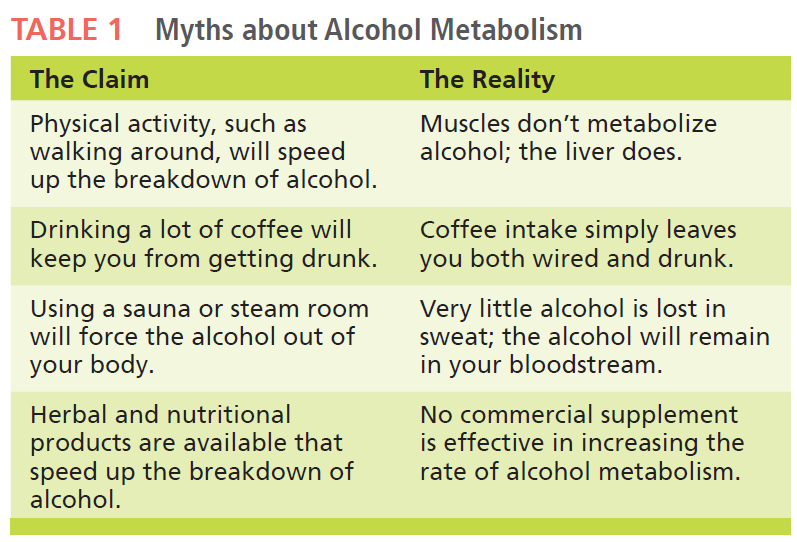 TABLE 1 Myths about Alcohol Metabolism
The Claim
The Reality
Physical activity, such as
walking around, will speed
up the breakdown of alcohol.
Muscles don’t metabolize
alcohol; the liver does.
Drinking a lot of coffee will
keep you from getting drunk.
Coffee intake simply leaves
you both wired and drunk.
Using a sauna or steam room
will force the alcohol out of
your body.
Very little alcohol is lost in
sweat; the alcohol will remain
in your bloodstream.
Herbal and nutritional
products are available that
speed up the breakdown of
alcohol.
No commercial supplement
is effective in increasing the
rate of alcohol metabolism.